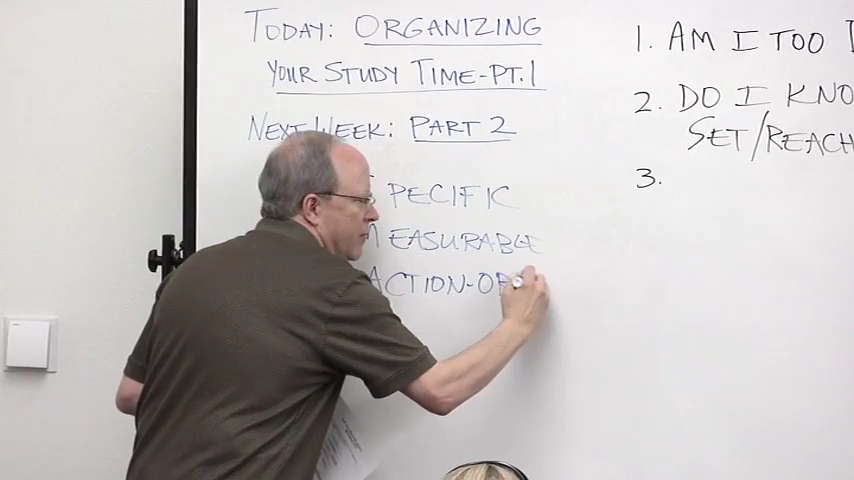 TODAY: ORGANIZING
YOUR STUDY TIME-PT.1
NEXT WEEK: PART 2
PECIFIC
MEASURABLE
ACTION-OR
1. AM I TOO
2. DO I KNO
SET/REACH
3.